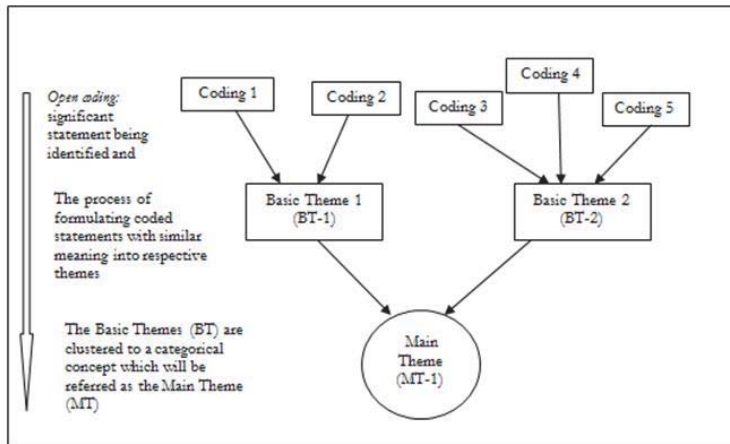 Open coding:
significant
statement being
identified and
The process of
formulating coded
statements with similar
meaning into respective
themes
The Basic Themes (BT) are
clustered to a categorical
concept which will be
referred as the Main Theme
(MT)
Coding 1
Coding 2
Coding 3
Coding 4
Coding 5
Basic Theme 1
(BT-1)
Basic Theme 2
(BT-2)
Main
Theme
(MT-1)